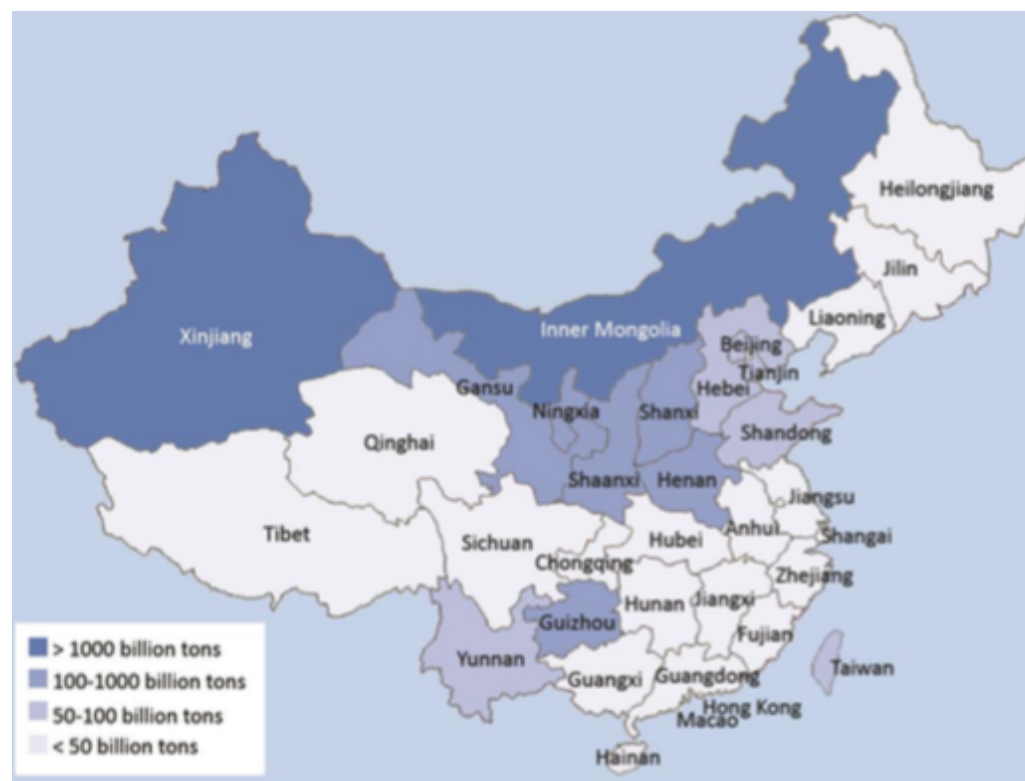 Heilongjiang
Jilin
Liaoning
Inner Mongolia
Xinjiang
Beijing
Tianjin
Hebei
Gansu
Ningxia
Shanxi
Shandong
Qinghai
Shaanxi
Henan
Jiangsu
Anhui
Shangai
Tibet
Sichuan
Hubei
Chongqing
Zhejiang
Hunan
Jiangxi
Guizhou
Fujian
Yunnan
Taiwan
Guangxi
Guangdong
Hong Kong
Macao
Hainan
> 1000 billion tons
100-1000 billion tons
50-100 billion tons
< 50 billion tons